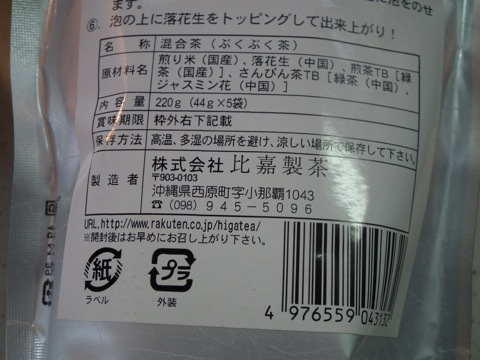 ます。
⑥. 泡の上に落花生をトッピングして出来上がり!
名 称 混合茶(ぶくぶく茶)
原材料名 煎り米(国産)、落花生(中国)、煎茶TB[緑
茶(国産)]、さんぴん茶TB[緑茶(中国)、
ジャスミン花(中国)]
内 容 量 220g(44g×5袋)
賞味期限 枠外右下記載
保存方法 高温、多湿の場所を避け、涼しい場所で保存して下さい。
製造者 株式会社 比嘉製茶
〒903-0103
沖縄県西原町字小那覇1043
☎(098) 945-5096
URL.http://www.rakuten.co.jp/higatea/
※開封後はお早めにお召し上がり下さい。
紙 プラ
ラベル 外装
4 976559 043132